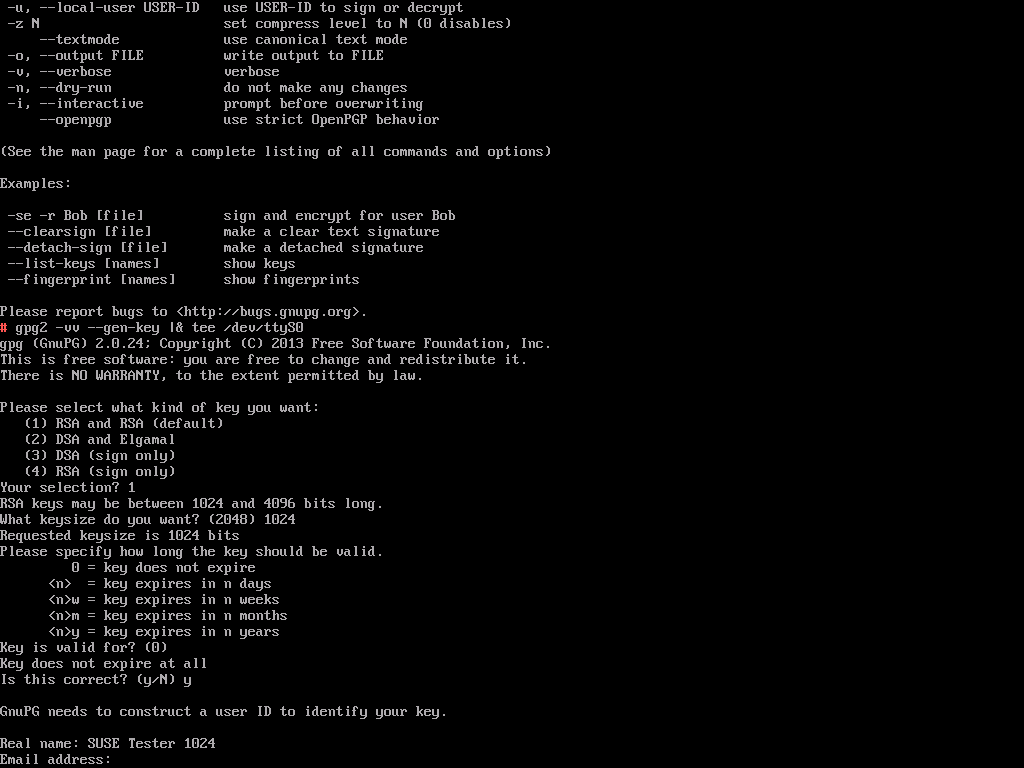 -u, --local-user USER-ID   use USER-ID to sign or decrypt
 -z N                       set compress level to N (0 disables)
     --textmode             use canonical text mode
 -o, --output FILE          write output to FILE
 -v, --verbose              verbose
 -n, --dry-run              do not make any changes
 -i, --interactive          prompt before overwriting
     --openpgp              use strict OpenPGP behavior

(See the man page for a complete listing of all commands and options)

Examples:

 -se -r Bob [file]          sign and encrypt for user Bob
 --clearsign [file]         make a clear text signature
 --detach-sign [file]       make a detached signature
 --list-keys [names]        show keys
 --fingerprint [names]      show fingerprints

Please report bugs to <http://bugs.gnupg.org>.
# gpg2 -vv --gen-key |& tee /dev/ttyS0
gpg (GnuPG) 2.0.24; Copyright (C) 2013 Free Software Foundation, Inc.
This is free software: you are free to change and redistribute it.
There is NO WARRANTY, to the extent permitted by law.

Please select what kind of key you want:
   (1) RSA and RSA (default)
   (2) DSA and Elgamal
   (3) DSA (sign only)
   (4) RSA (sign only)
Your selection? 1
RSA keys may be between 1024 and 4096 bits long.
What keysize do you want? (2048) 1024
Requested keysize is 1024 bits
Please specify how long the key should be valid.
         0 = key does not expire
      <n>  = key expires in n days
      <n>w = key expires in n weeks
      <n>m = key expires in n months
      <n>y = key expires in n years
Key is valid for? (0)
Key does not expire at all
Is this correct? (y/N) y

GnuPG needs to construct a user ID to identify your key.

Real name: SUSE Tester 1024
Email address: